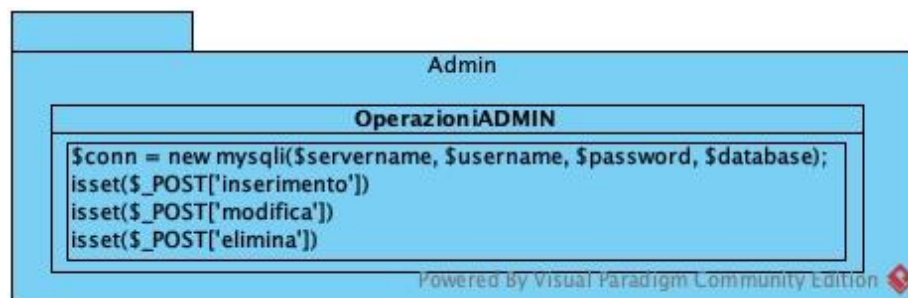 Admin
OperazioniADMIN
$conn = new mysqli($servername, $username, $password, $database);
isset($_POST['inserimento'])
isset($_POST['modifica'])
isset($_POST['elimina'])
Powered By Visual Paradigm Community Edition